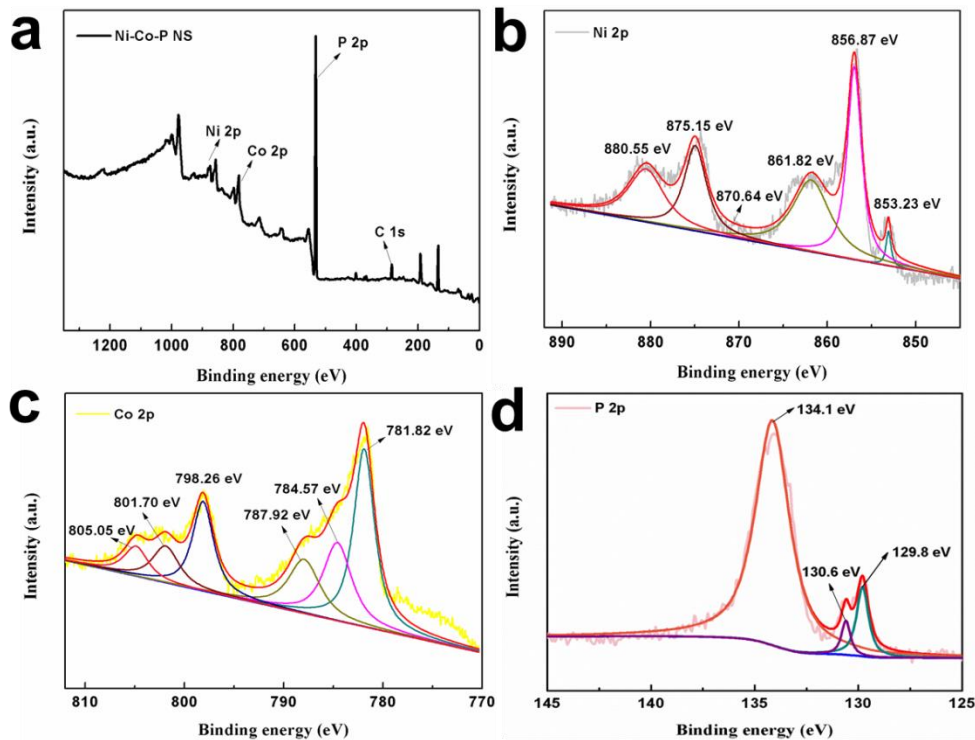 a
Ni-Co-P NS
P 2p
Ni 2p
Co 2p
C 1s
Intensity (a.u.)
1200 1000 800 600 400 200 0
Binding energy (eV)
b
Ni 2p
856.87 eV
875.15 eV
880.55 eV
861.82 eV
870.64 eV
853.23 eV
Intensity (a.u.)
890 880 870 860 850
Binding energy (eV)
c
Co 2p
781.82 eV
798.26 eV
801.70 eV
784.57 eV
805.05 eV
787.92 eV
Intensity (a.u.)
810 800 790 780 770
Binding energy (eV)
d
P 2p
134.1 eV
129.8 eV
130.6 eV
Intensity (a.u.)
145 140 135 130 125
Binding energy (eV)